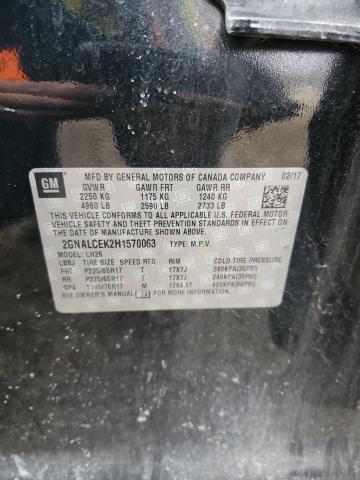 MFD BY GENERAL MOTORS OF CANADA COMPANY 02/17
GM GVWR GAWR FRT GAWR RR
2250 KG 1175 KG 1240 KG
4960 LB 2590 LB 2733 LB
THIS VEHICLE CONFORMS TO ALL APPLICABLE U.S. FEDERAL MOTOR
VEHICLE SAFETY, BUMPER, AND THEFT PREVENTION STANDARDS
IN EFFECT ON THE DATE OF MANUFACTURE SHOWN ABOVE.
2GNALCEK2H1570063 TYPE: M.P.V.
MODEL: LH26
LBBJ TIRE SIZE SPEED RTG RIM COLD TIRE PRESSURE
FRT P225/65R17 T 17X7J 240KPA(35PSI)
RR P225/65R17 T 17X7J 240KPA(35PSI)
SPA T145/70R17 M 17X4.5T 420KPA(60PSI)
SEE OWNER'S MANUAL FOR MORE INFORMATION.